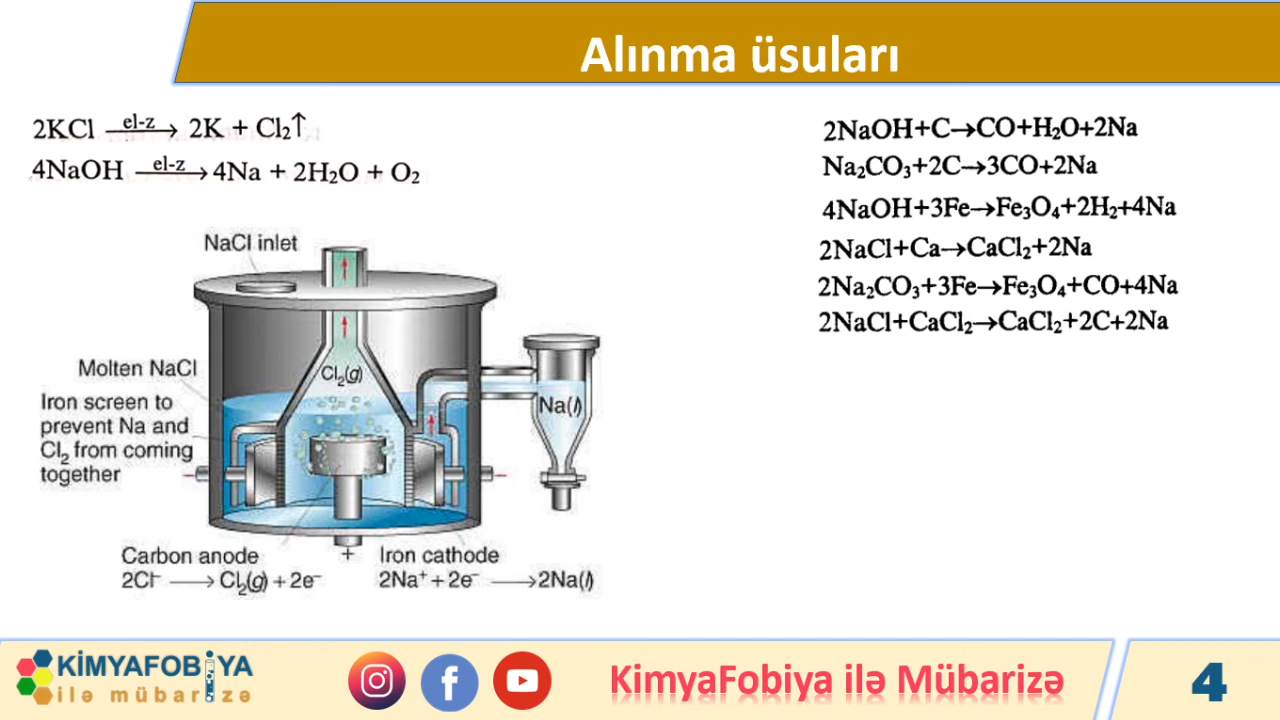 Alınma üsuları
2KCl el-z → 2K + Cl₂↑
4NaOH el-z → 4Na + 2H₂O + O₂
2NaOH+C→CO+H₂O+2Na
Na₂CO₃+2C→3CO+2Na
4NaOH+3Fe→Fe₃O₄+2H₂+4Na
2NaCl+Ca→CaCl₂+2Na
2Na₂CO₃+3Fe→Fe₃O₄+CO+4Na
2NaCl+CaCl₂→CaCl₂+2C+2Na
NaCl inlet
Cl₂(g)
Molten NaCl
Iron screen to
prevent Na and
Cl₂ from coming
together
Na(l)
Carbon anode
2Cl⁻ → Cl₂(g) + 2e⁻
+
Iron cathode
2Na⁺ + 2e⁻ → 2Na(l)
KİMYAFOBİYA
ilə mübarizə
KimyaFobiya ilə Mübarizə
4